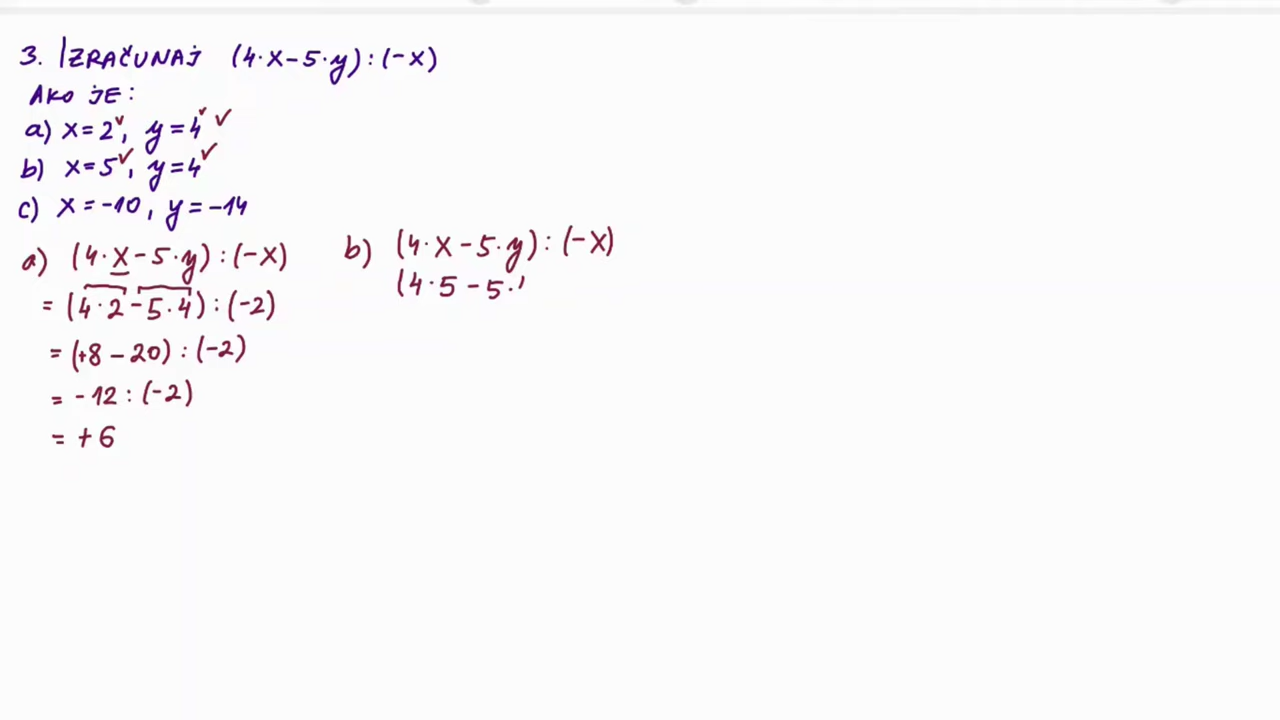 3. IZRAČUNAJ (4·x-5·y):(-x)
AKO JE:
a) x=2, y=4
b) x=5, y=4
c) x=-10, y=-14
a) (4·x-5·y):(-x)
= (4·2-5·4):(-2)
= (+8-20):(-2)
= -12:(-2)
= +6
b) (4·x-5·y):(-x)
(4·5-5·